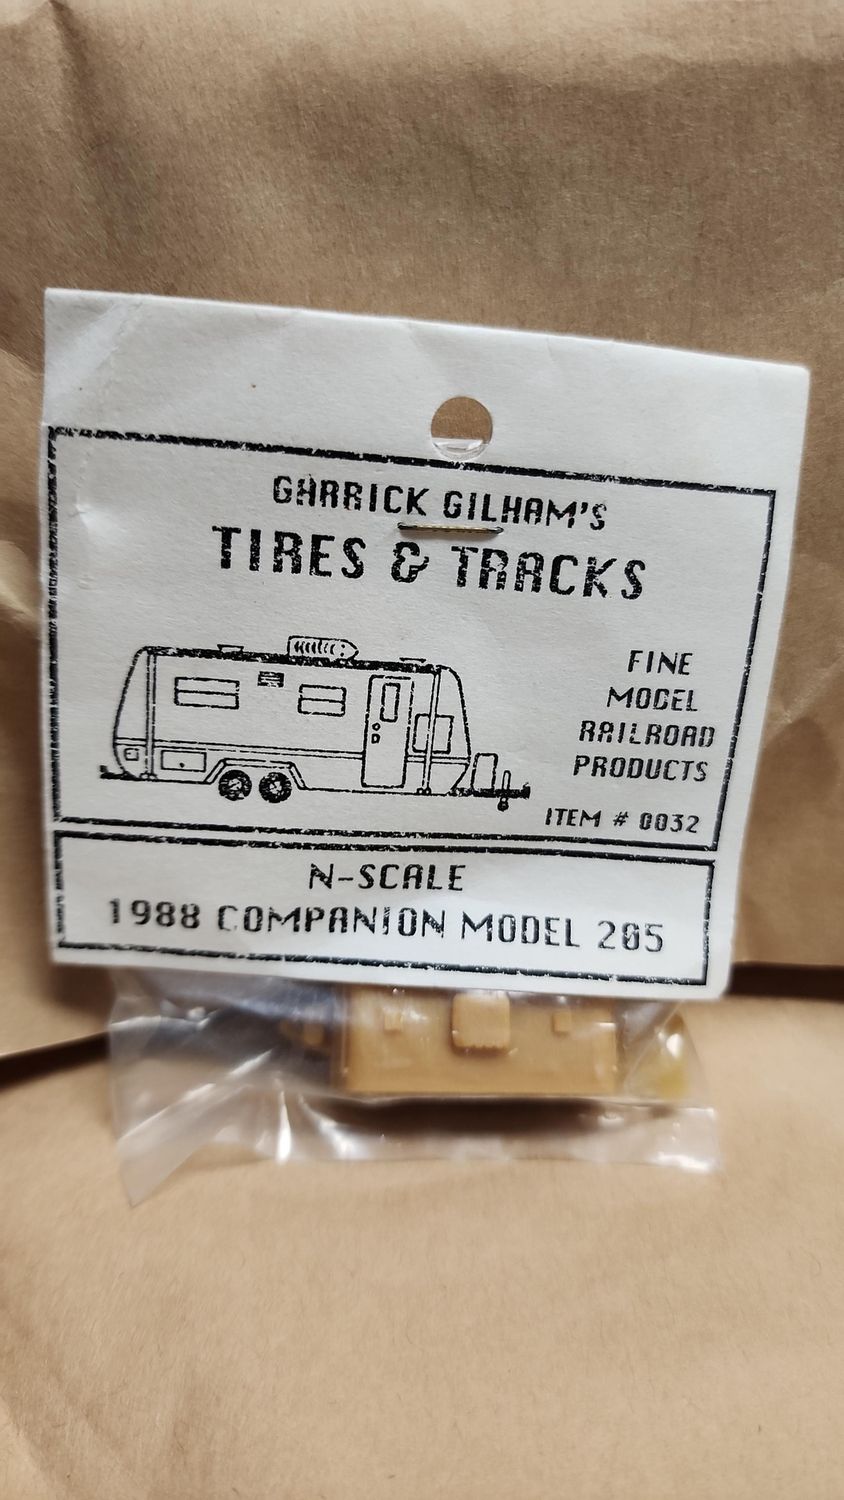 GARRICK GILHAM'S
TIRES & TRACKS
FINE
MODEL
RAILROAD
PRODUCTS
ITEM # 0032
N-SCALE
1988 COMPANION MODEL 205